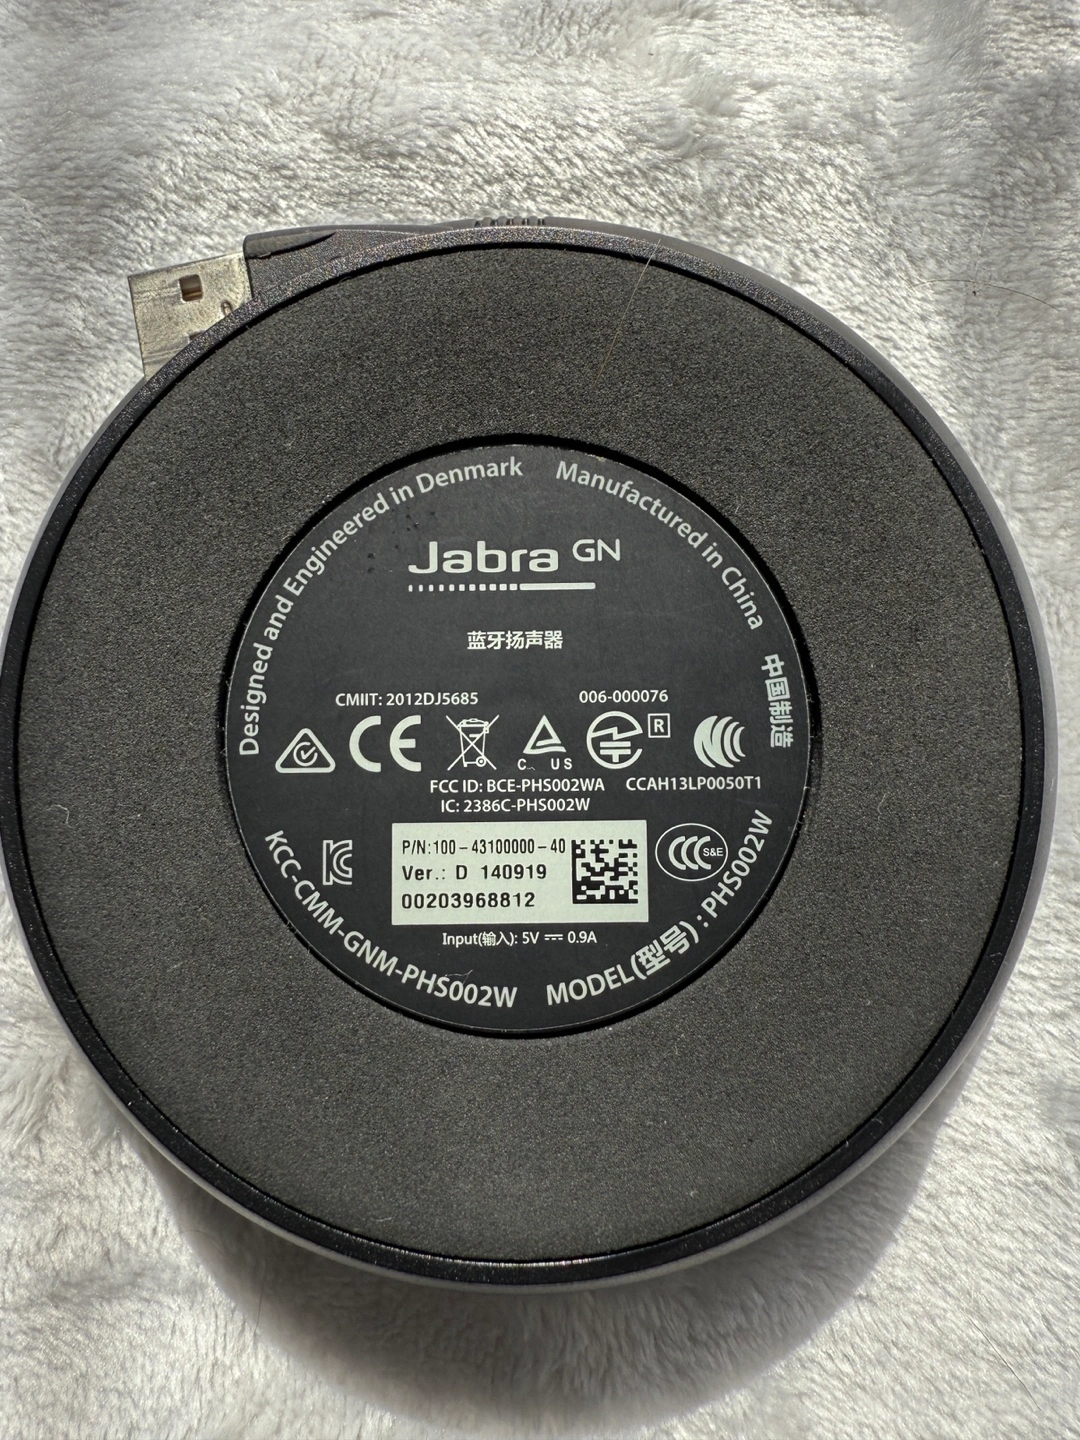 Designed and Engineered in Denmark
Manufactured in China
中国制造
Jabra GN
蓝牙扬声器
CMIIT: 2012DJ5685
006-000076
R
C US
FCC ID: BCE-PHS002WA
CCAH13LP0050T1
IC: 2386C-PHS002W
P/N:100-43100000-40
Ver.: D 140919
00203968812
S&E
Input(输入): 5V ⎓ 0.9A
KCC-CMM-GNM-PHS002W
MODEL(型号): PHS002W